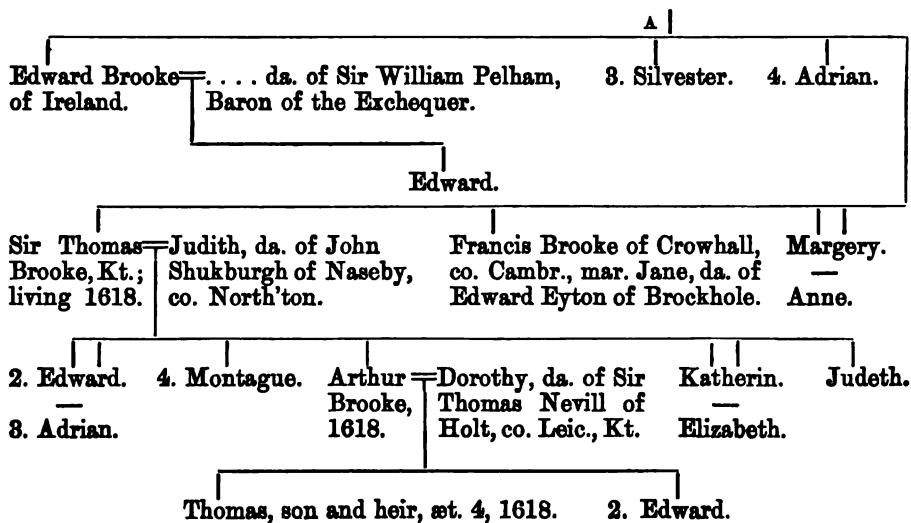 A
Edward Brooke . . . . da. of Sir William Pelham, 3. Silvester. 4. Adrian.
of Ireland. Baron of the Exchequer.
Edward.
Sir Thomas Judith, da. of John Francis Brooke of Crowhall, Margery.
Brooke, Kt.; Shukburgh of Naseby, co. Cambr., mar. Jane, da. of —
living 1618. co. North'ton. Edward Eyton of Brockhole. Anne.
2. Edward. 4. Montague. Arthur Dorothy, da. of Sir Katherin. Judeth.
— Brooke, Thomas Nevill of —
3. Adrian. 1618. Holt, co. Leic., Kt. Elizabeth.
Thomas, son and heir, æt. 4, 1618. 2. Edward.